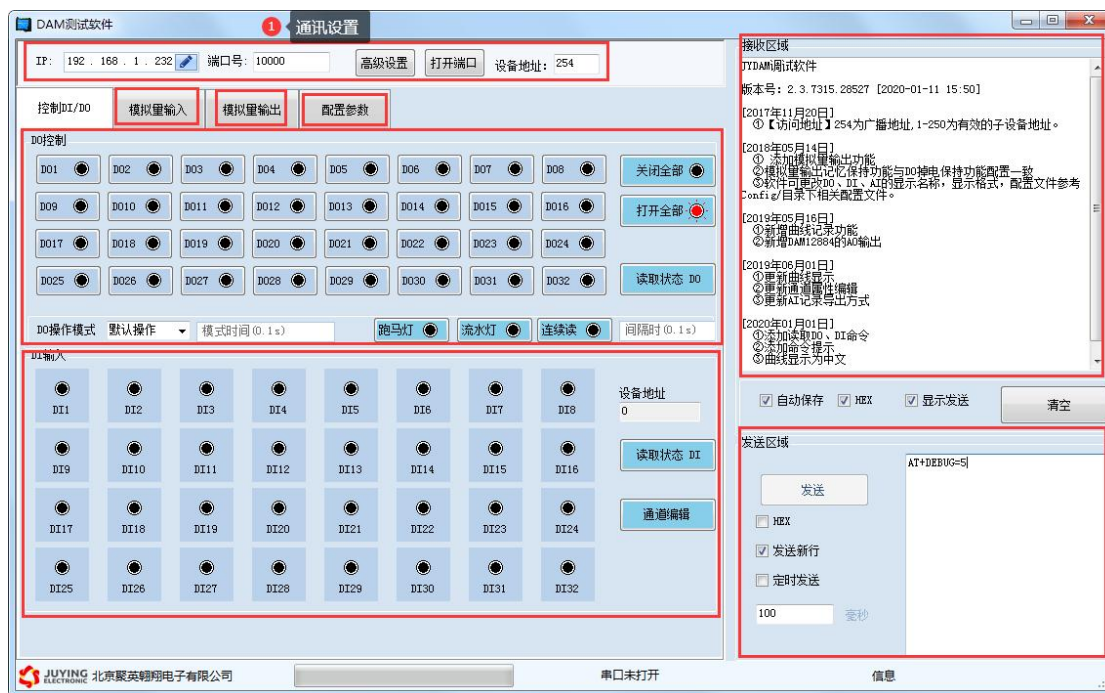 DAM测试软件
1 通讯设置
IP: 192 . 168 . 1 . 232 端口号: 10000 高级设置 打开端口 设备地址: 254
控制DI/DO 模拟量输入 模拟量输出 配置参数
DO控制
DO1 DO2 DO3 DO4 DO5 DO6 DO7 DO8 关闭全部
DO9 DO10 DO11 DO12 DO13 DO14 DO15 DO16 打开全部
DO17 DO18 DO19 DO20 DO21 DO22 DO23 DO24
DO25 DO26 DO27 DO28 DO29 DO30 DO31 DO32 读取状态 DO
DO操作模式 默认操作 模式时间(0.1s) 跑马灯 流水灯 连续读 间隔时(0.1s)
DI输入
DI1 DI2 DI3 DI4 DI5 DI6 DI7 DI8
设备地址
0
DI9 DI10 DI11 DI12 DI13 DI14 DI15 DI16
读取状态 DI
DI17 DI18 DI19 DI20 DI21 DI22 DI23 DI24
通道编辑
DI25 DI26 DI27 DI28 DI29 DI30 DI31 DI32
接收区域
JYDAM调试软件
版本号: 2.3.7315.28527 [2020-01-11 15:50]
[2017年11月20日]
①【访问地址】254为广播地址,1-250为有效的子设备地址。
[2018年05月14日]
① 添加模拟量输出功能
②模拟量输出记忆保持功能与DO掉电保持功能配置一致
③软件可更改DO、DI、AI的显示名称，显示格式，配置文件参考
Config/目录下相关配置文件。
[2019年05月16日]
①新增曲线记录功能
②新增DAM12884的AO输出
[2019年06月01日]
①更新曲线显示
②更新通道属性编辑
③更新AI记录导出方式
[2020年01月01日]
①添加读取DO、DI命令
②添加命令提示
③曲线显示为中文
自动保存 HEX 显示发送 清空
发送区域
AT+DEBUG=5
发送
HEX
发送新行
定时发送
100 毫秒
JUYING ELECTRONIC 北京聚英翱翔电子有限公司 串口未打开 信息